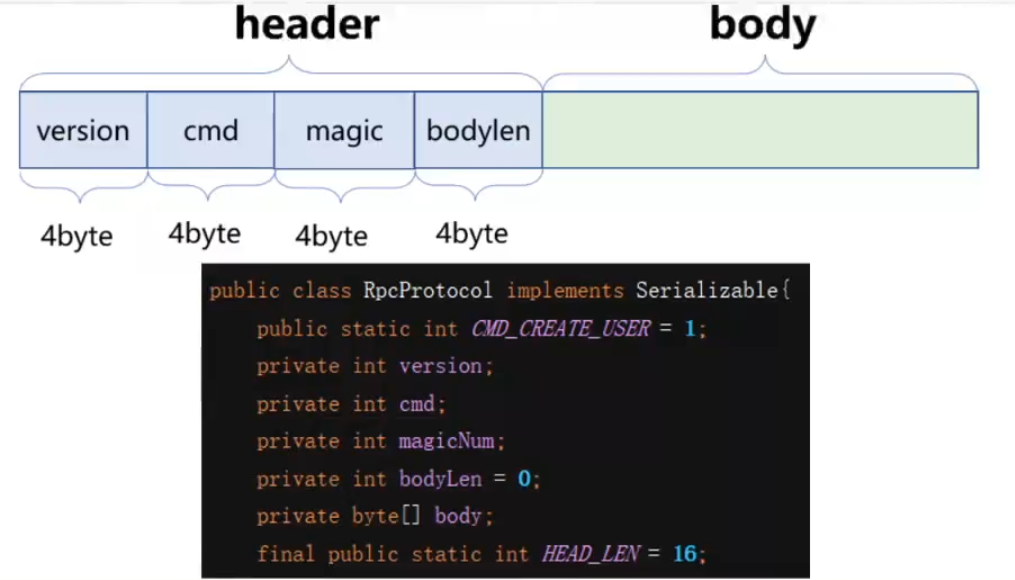 header body
version cmd magic bodylen
4byte 4byte 4byte 4byte
public class RpcProtocol implements Serializable{
public static int CMD_CREATE_USER = 1;
private int version;
private int cmd;
private int magicNum;
private int bodyLen = 0;
private byte[] body;
final public static int HEAD_LEN = 16;